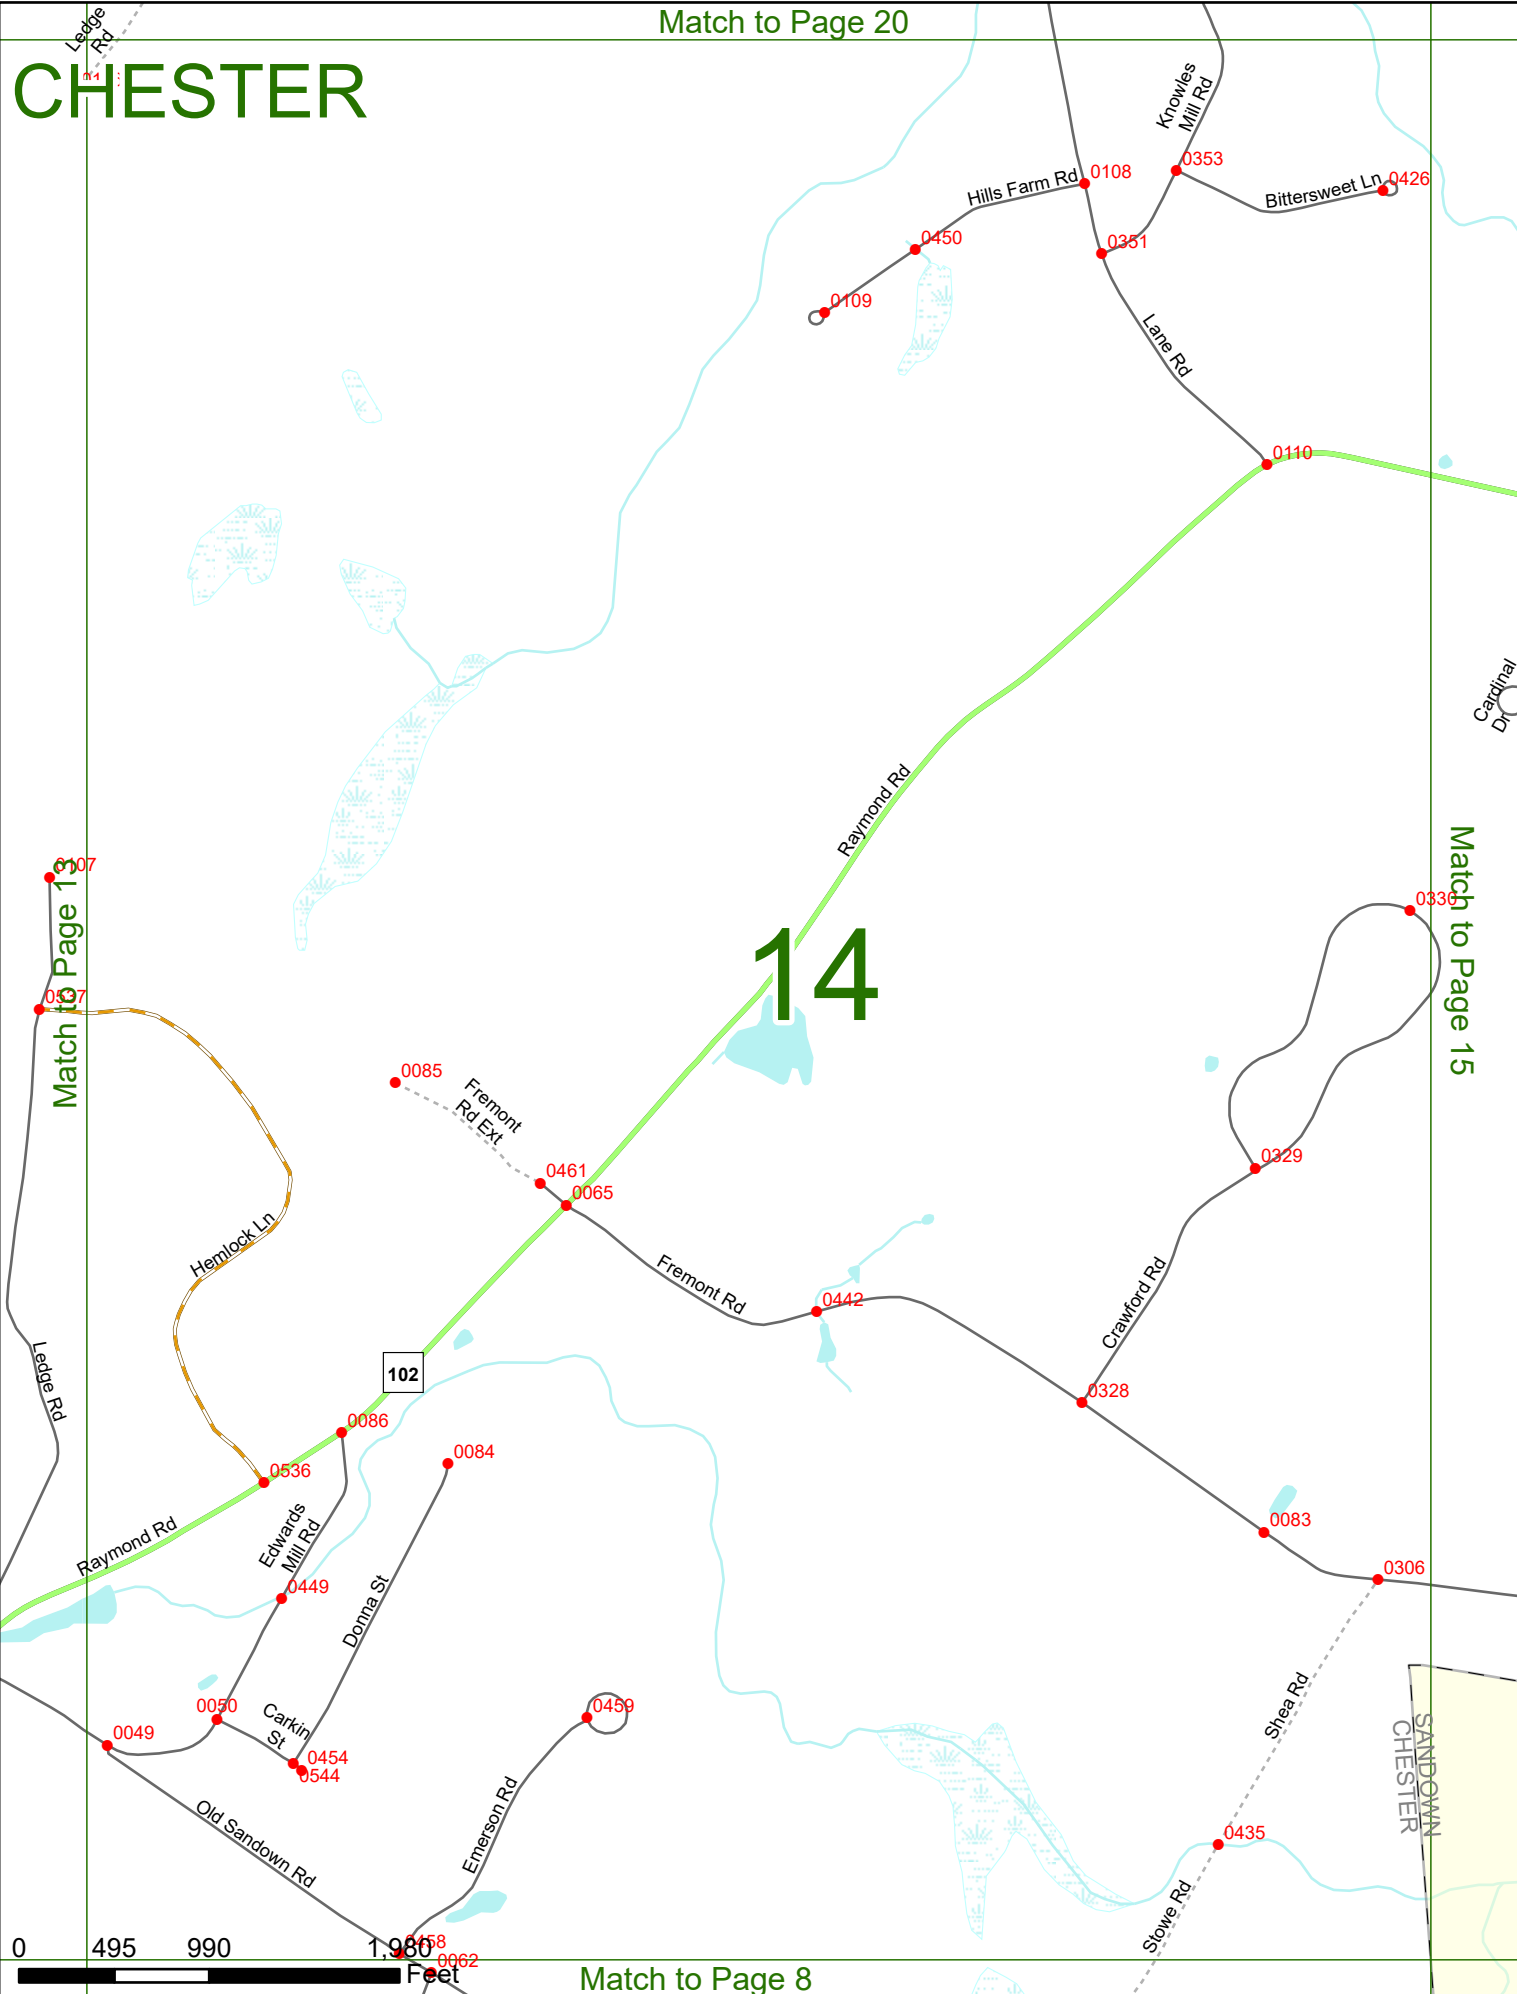 Match to Page 20
Ledge
Rd
CHESTER
Knowles
Mill Rd
0353
0108
Hills Farm Rd
Bittersweet Ln
0426
0450
0351
0109
Lane Rd
0110
Cardinal
Dr
Raymond Rd
0107
Match to Page 13
Match to Page 15
0330
14
0537
0085
Fremont
Rd Ext
0461
0065
0329
Hemlock Ln
Fremont Rd
0442
Crawford Rd
Ledge Rd
102
0328
0086
0084
0536
Edwards
Mill Rd
Raymond Rd
0083
0306
0449
Donna St
Shea Rd
0050
Carkin
St
0459
0049
SANDOWN
CHESTER
0454
0544
Old Sandown Rd
Emerson Rd
0435
Stowe Rd
0 495 990 1,980
Feet
0458
0062
Match to Page 8